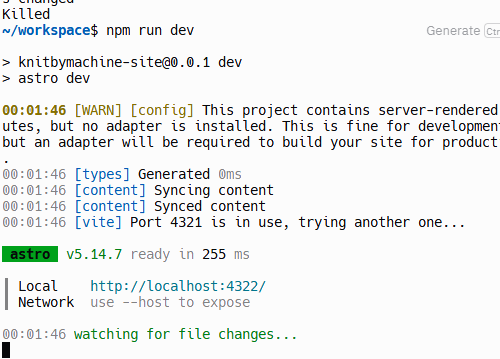 s changed
Killed
~/workspace$ npm run dev
Generate Ctr
> knitbymachine-site@0.0.1 dev
> astro dev
00:01:46 [WARN] [config] This project contains server-rendered
utes, but no adapter is installed. This is fine for developmen
but an adapter will be required to build your site for product
.
00:01:46 [types] Generated 0ms
00:01:46 [content] Syncing content
00:01:46 [content] Synced content
00:01:46 [vite] Port 4321 is in use, trying another one...
astro v5.14.7 ready in 255 ms
Local http://localhost:4322/
Network use --host to expose
00:01:46 watching for file changes...